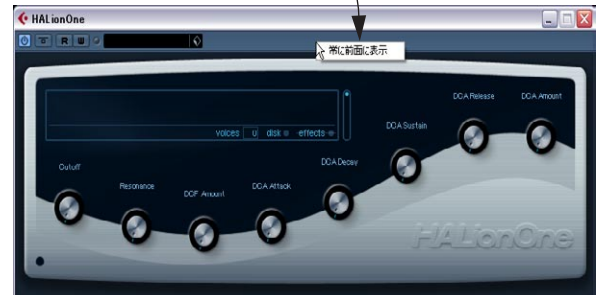 HALionOne
R W
常に前面に表示
voices 0 disk effects
Cutoff
Resonance
DCF Amount
DCA Attack
DCA Decay
DCA Sustain
DCA Release
DCA Amount
HALionOne